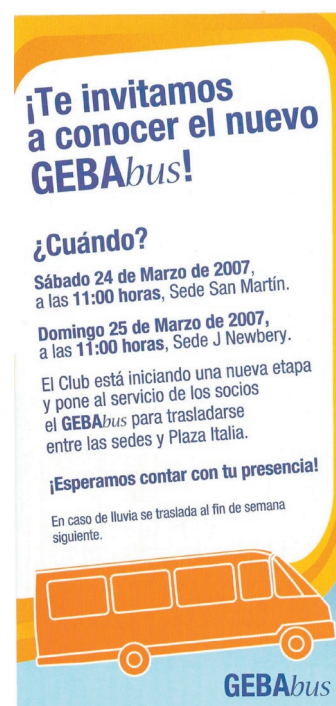 ¡Te invitamos
a conocer el nuevo
GEBAbus!
¿Cuándo?
Sábado 24 de Marzo de 2007,
a las 11:00 horas, Sede San Martín.
Domingo 25 de Marzo de 2007,
a las 11:00 horas, Sede J Newbery.
El Club está iniciando una nueva etapa
y pone al servicio de los socios
el GEBAbus para trasladarse
entre las sedes y Plaza Italia.
¡Esperamos contar con tu presencia!
En caso de lluvia se traslada al fin de semana
siguiente.
GEBAbus